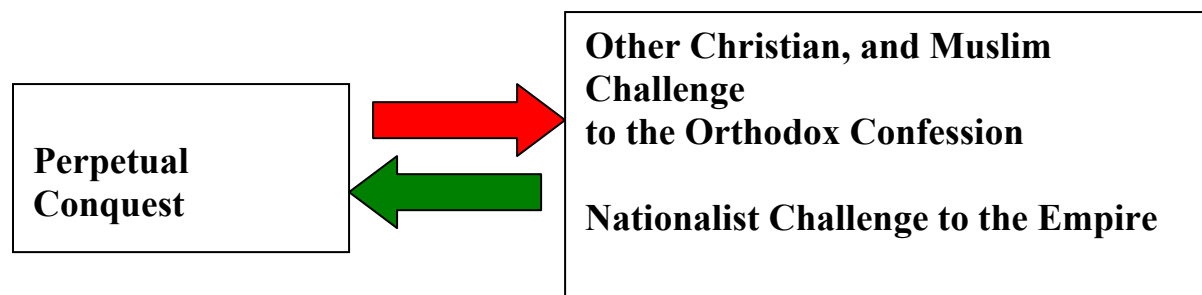 Perpetual
Conquest
Other Christian, and Muslim
Challenge
to the Orthodox Confession
Nationalist Challenge to the Empire